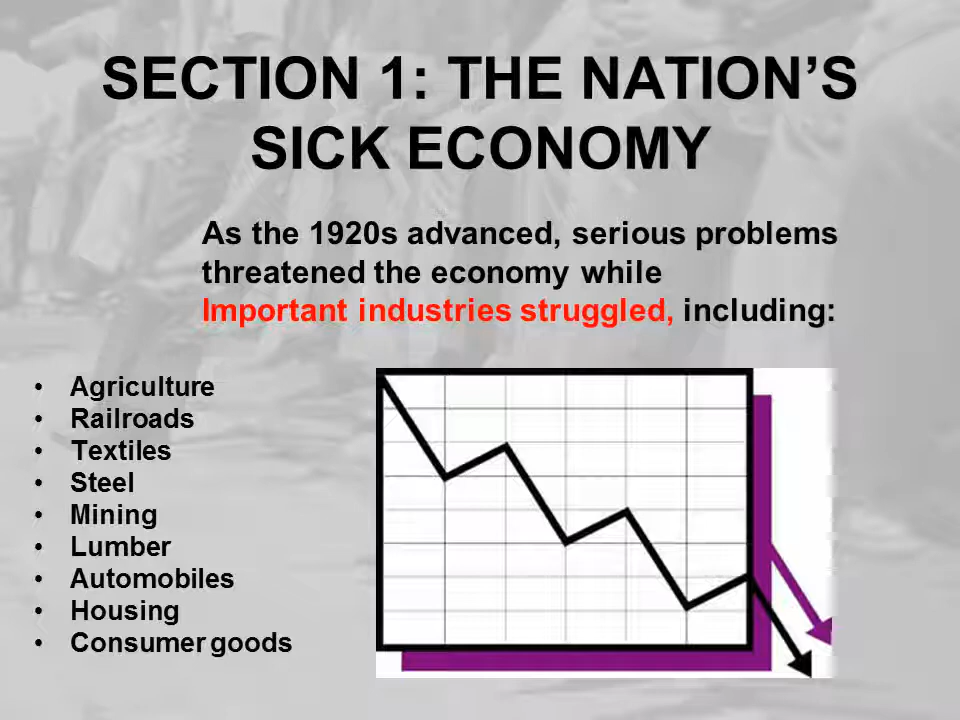 SECTION 1: THE NATION’S
SICK ECONOMY
As the 1920s advanced, serious problems
threatened the economy while
Important industries struggled, including:
• Agriculture
• Railroads
• Textiles
• Steel
• Mining
• Lumber
• Automobiles
• Housing
• Consumer goods